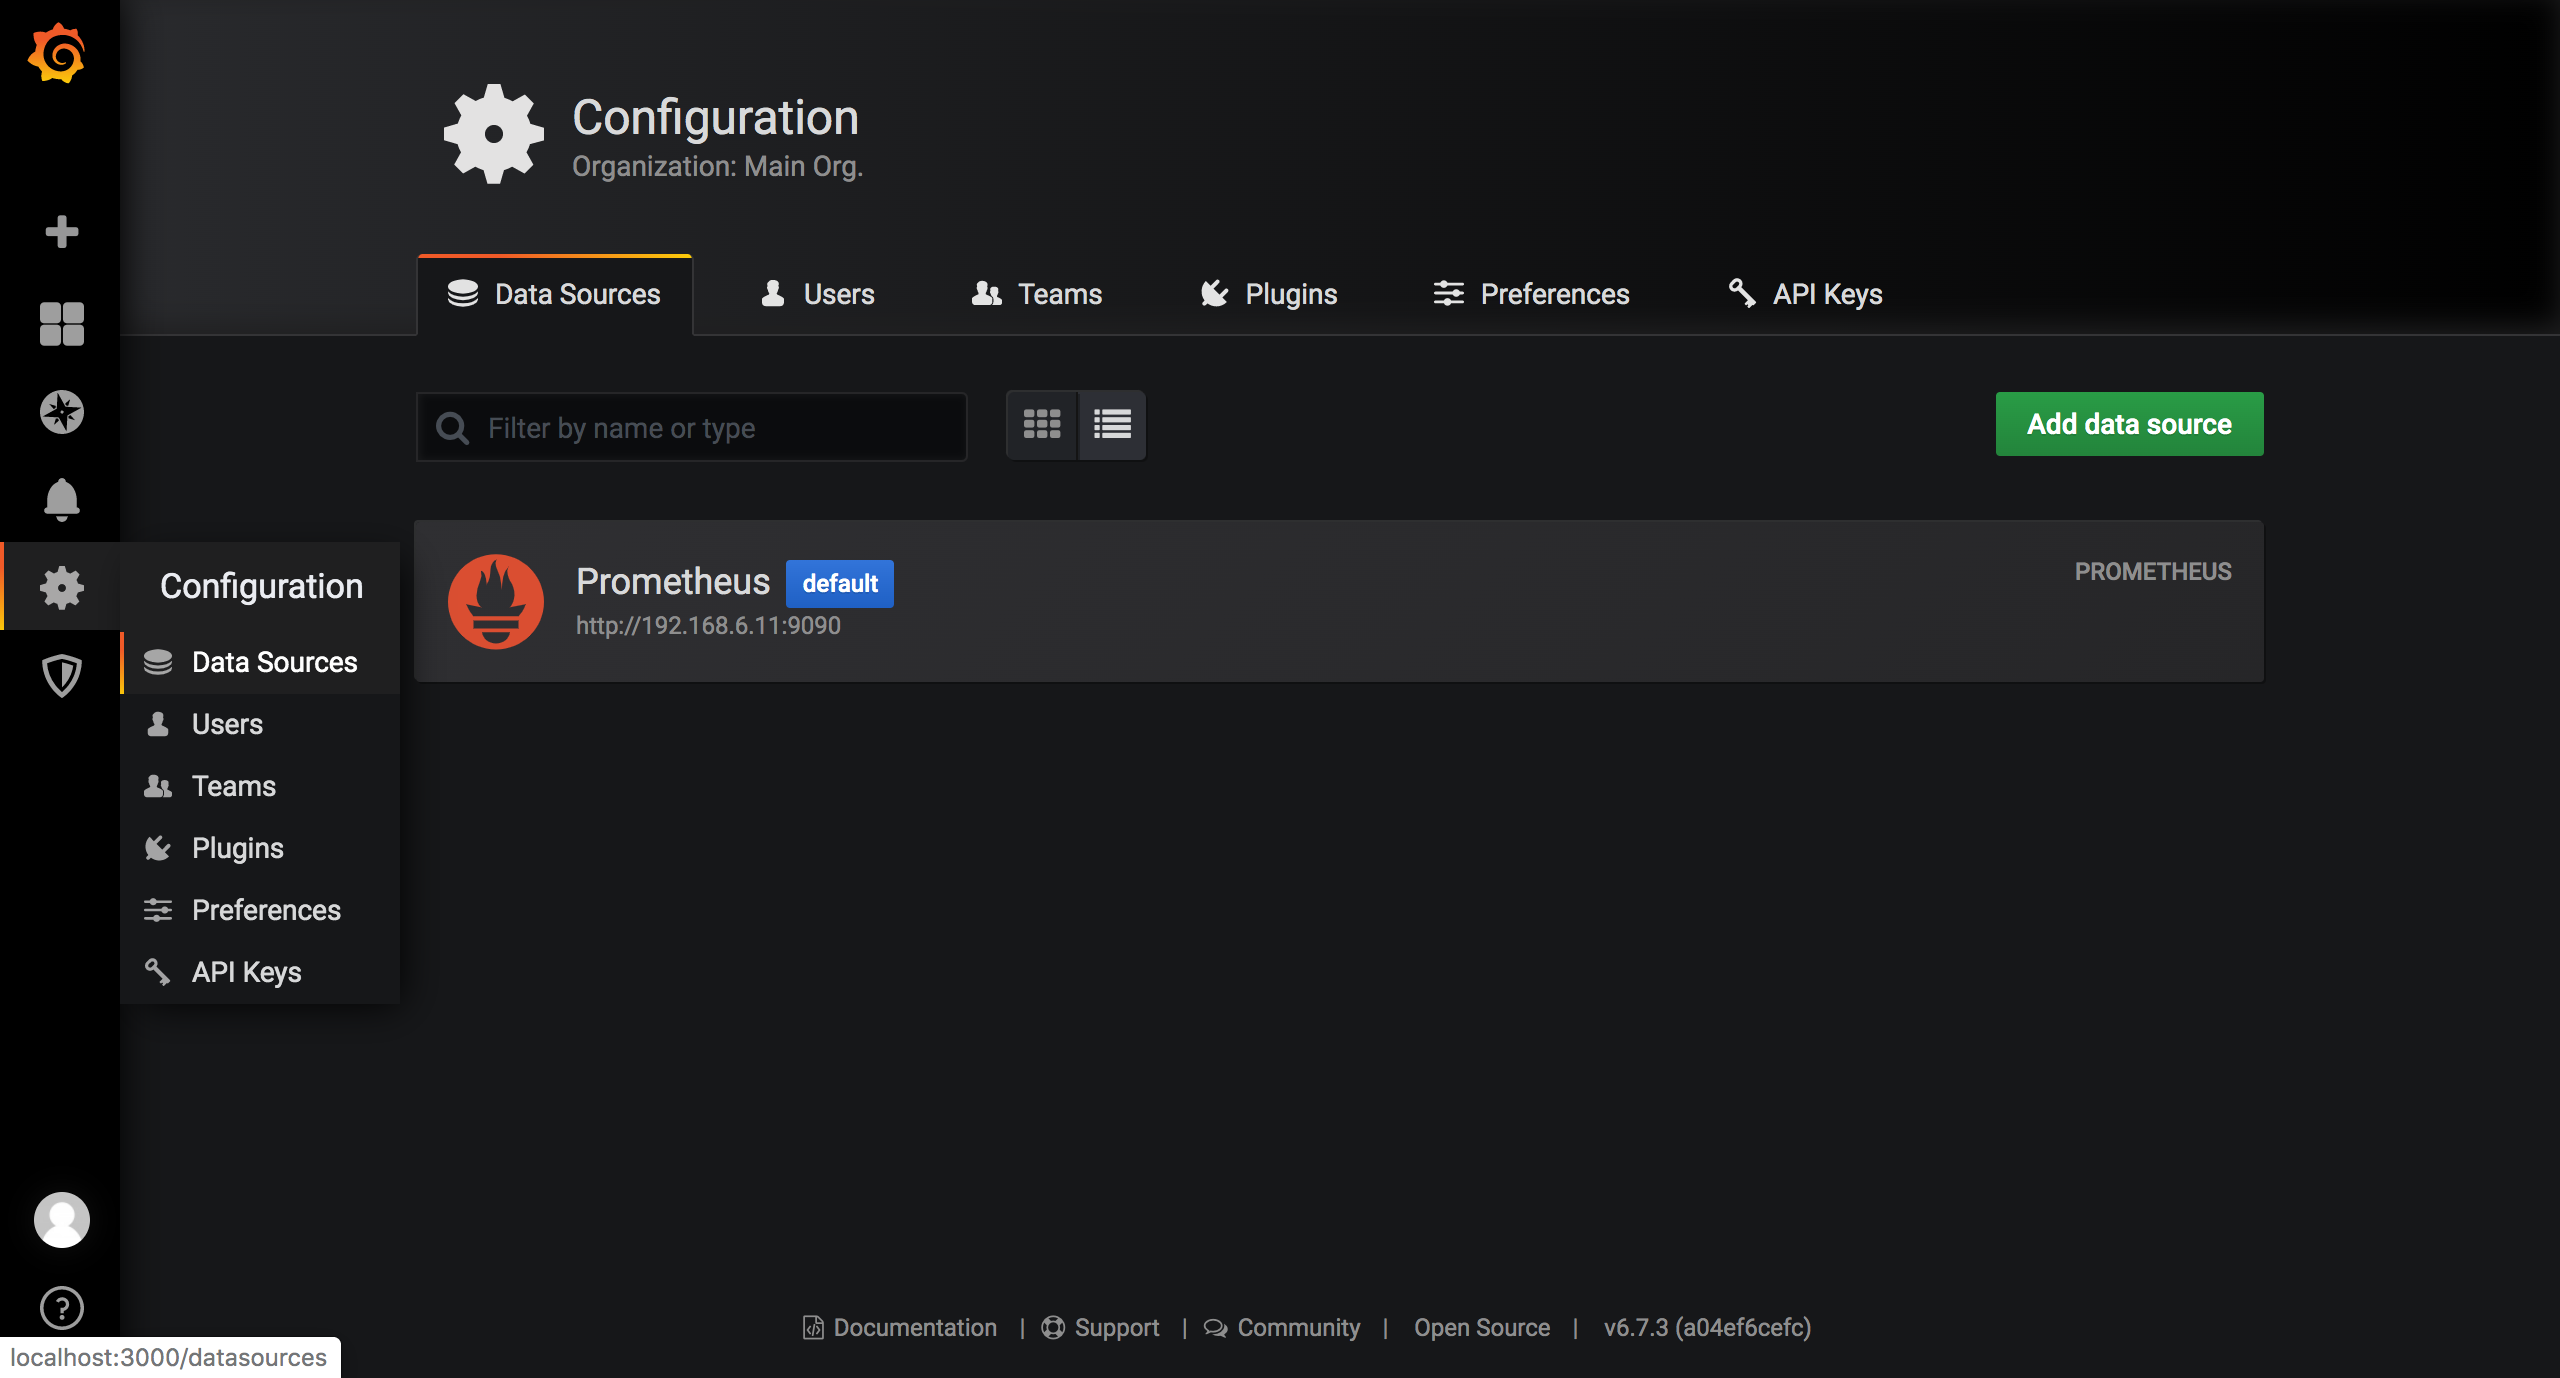 Configuration
Organization: Main Org.
Data Sources
Users
Teams
Plugins
Preferences
API Keys
Filter by name or type
Add data source
Configuration
Data Sources
Users
Teams
Plugins
Preferences
API Keys
Prometheus default
http://192.168.6.11:9090
PROMETHEUS
Documentation | Support | Community | Open Source | v6.7.3 (a04ef6cefc)
localhost:3000/datasources